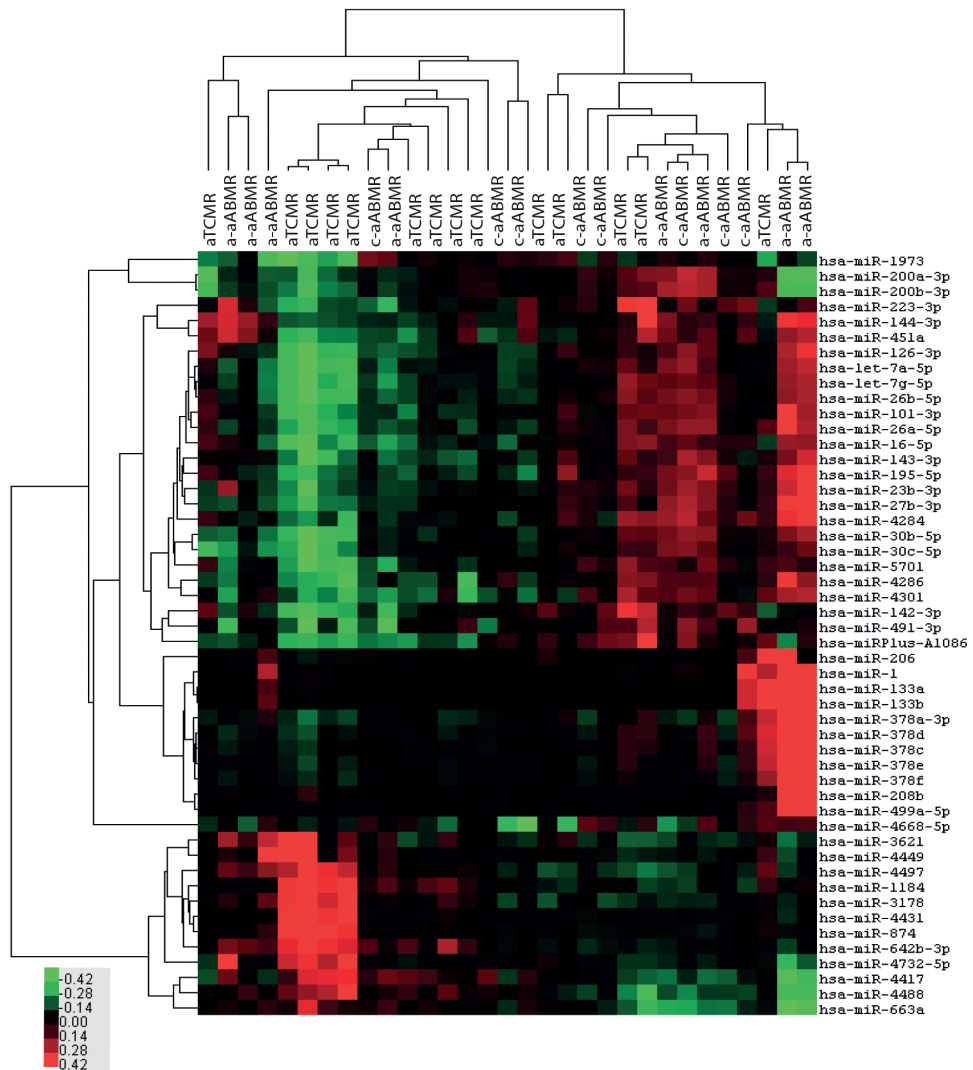 aTCMR
a-aABMR
a-aABMR
a-aABMR
aTCMR
aTCMR
aTCMR
aTCMR
c-aABMR
a-aABMR
aTCMR
aTCMR
aTCMR
aTCMR
c-aABMR
c-aABMR
aTCMR
aTCMR
c-aABMR
c-aABMR
aTCMR
aTCMR
a-aABMR
c-aABMR
a-aABMR
c-aABMR
c-aABMR
aTCMR
a-aABMR
a-aABMR
hsa-miR-1973
hsa-miR-200a-3p
hsa-miR-200b-3p
hsa-miR-223-3p
hsa-miR-144-3p
hsa-miR-451a
hsa-miR-126-3p
hsa-let-7a-5p
hsa-let-7g-5p
hsa-miR-26b-5p
hsa-miR-101-3p
hsa-miR-26a-5p
hsa-miR-16-5p
hsa-miR-143-3p
hsa-miR-195-5p
hsa-miR-23b-3p
hsa-miR-27b-3p
hsa-miR-4284
hsa-miR-30b-5p
hsa-miR-30c-5p
hsa-miR-5701
hsa-miR-4286
hsa-miR-4301
hsa-miR-142-3p
hsa-miR-491-3p
hsa-miRPlus-A1086
hsa-miR-206
hsa-miR-1
hsa-miR-133a
hsa-miR-133b
hsa-miR-378a-3p
hsa-miR-378d
hsa-miR-378c
hsa-miR-378e
hsa-miR-378f
hsa-miR-208b
hsa-miR-499a-5p
hsa-miR-4668-5p
hsa-miR-3621
hsa-miR-4449
hsa-miR-4497
hsa-miR-1184
hsa-miR-3178
hsa-miR-4431
hsa-miR-874
hsa-miR-642b-3p
hsa-miR-4732-5p
hsa-miR-4417
hsa-miR-4488
hsa-miR-663a
-0.42
-0.28
-0.14
0.00
0.14
0.28
0.42